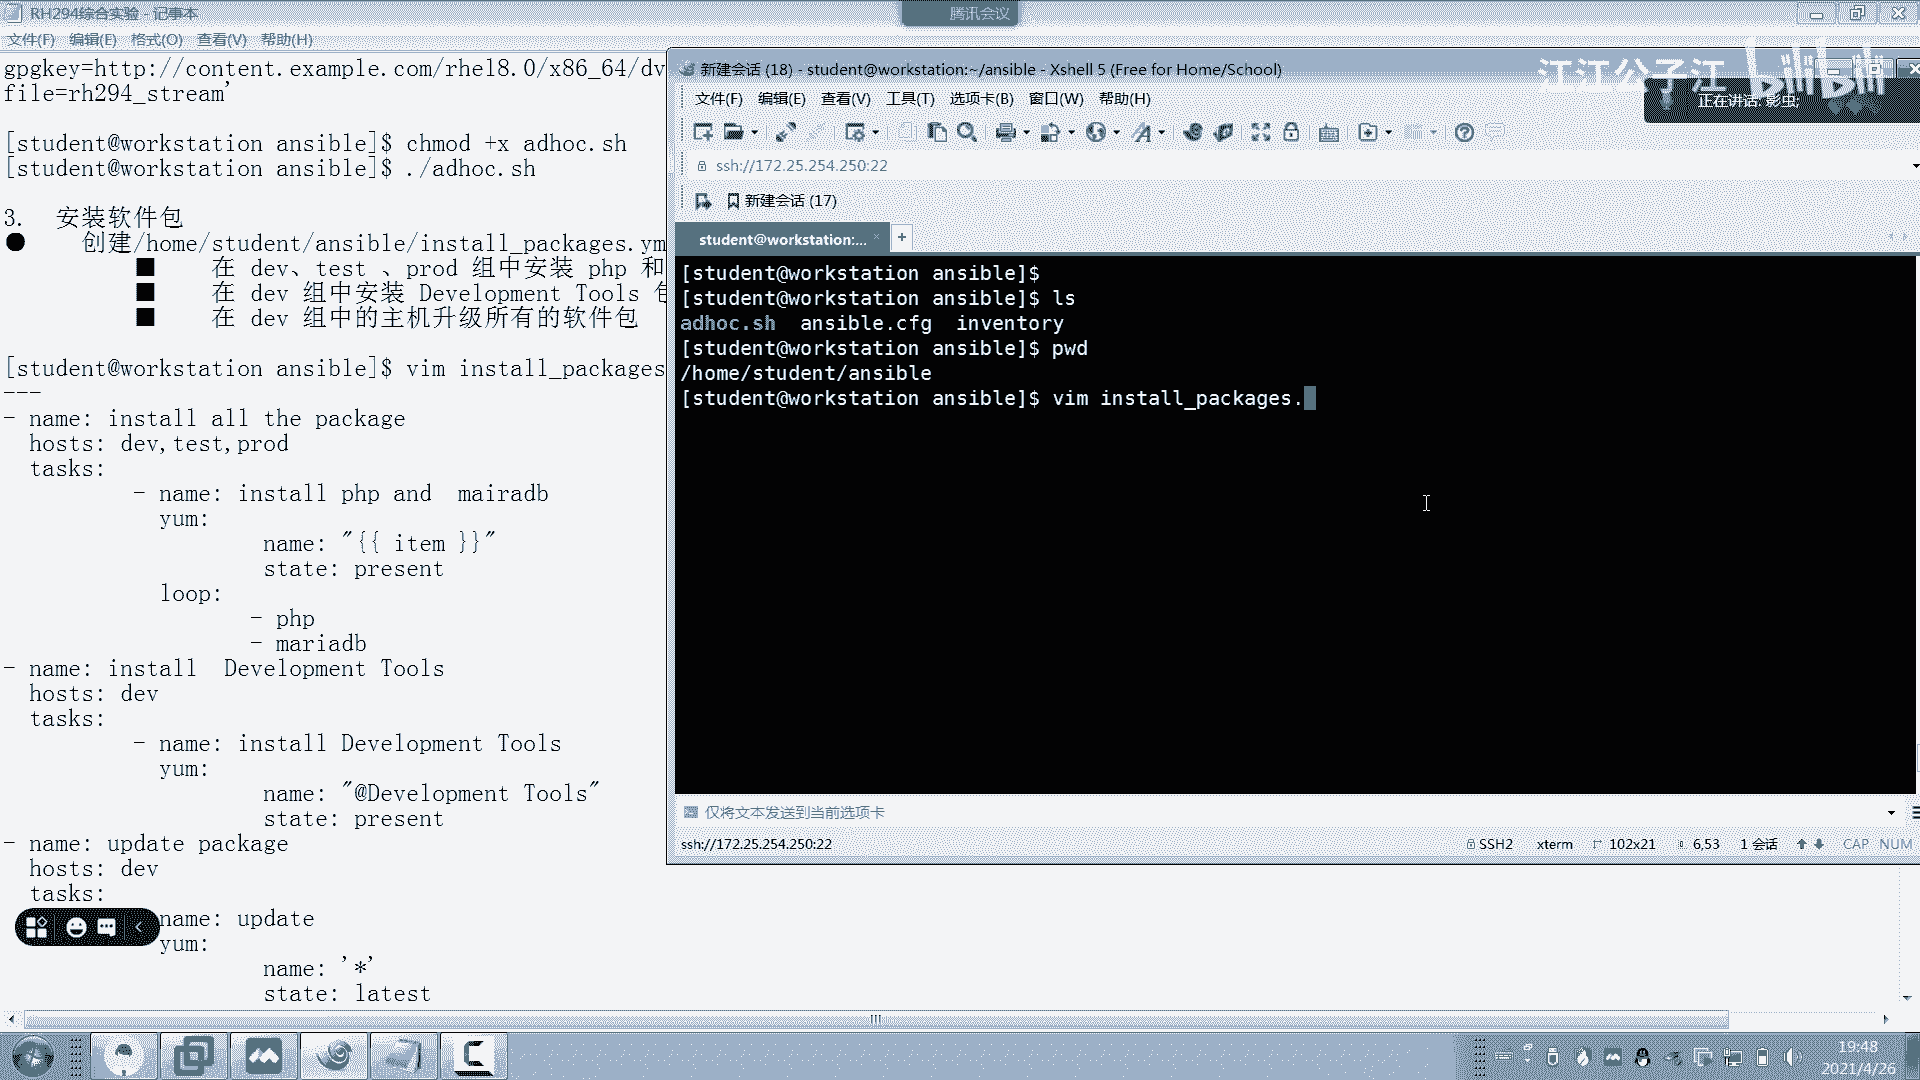 RH294综合实验 - 记事本
腾讯会议
文件(F) 编辑(E) 格式(O) 查看(V) 帮助(H)
gpgkey=http://content.example.com/rhel8.0/x86_64/dv
file=rh294_stream'
[student@workstation ansible]$ chmod +x adhoc.sh
[student@workstation ansible]$ ./adhoc.sh
3. 安装软件包
● 创建/home/student/ansible/install_packages.ym
■ 在 dev、test 、prod 组中安装 php 和
■ 在 dev 组中安装 Development Tools 包
■ 在 dev 组中的主机升级所有的软件包
[student@workstation ansible]$ vim install_packages
---
- name: install all the package
hosts: dev,test,prod
tasks:
- name: install php and  mairadb
yum:
name: "{{ item }}"
state: present
loop:
- php
- mariadb
- name: install  Development Tools
hosts: dev
tasks:
- name: install Development Tools
yum:
name: "@Development Tools"
state: present
- name: update package
hosts: dev
tasks:
name: update
yum:
name: '*'
state: latest
新建会话 (18) - student@workstation:~/ansible - Xshell 5 (Free for Home/School)
江江公子江 bilibili
正在讲话: 影虫;
文件(F) 编辑(E) 查看(V) 工具(T) 选项卡(B) 窗口(W) 帮助(H)
ssh://172.25.254.250:22
新建会话 (17)
student@workstation:... × +
[student@workstation ansible]$
[student@workstation ansible]$ ls
adhoc.sh  ansible.cfg  inventory
[student@workstation ansible]$ pwd
/home/student/ansible
[student@workstation ansible]$ vim install_packages.
仅将文本发送到当前选项卡
ssh://172.25.254.250:22 SSH2 xterm 102x21 6,53 1 会话 CAP NUM
19:48
2021/4/26